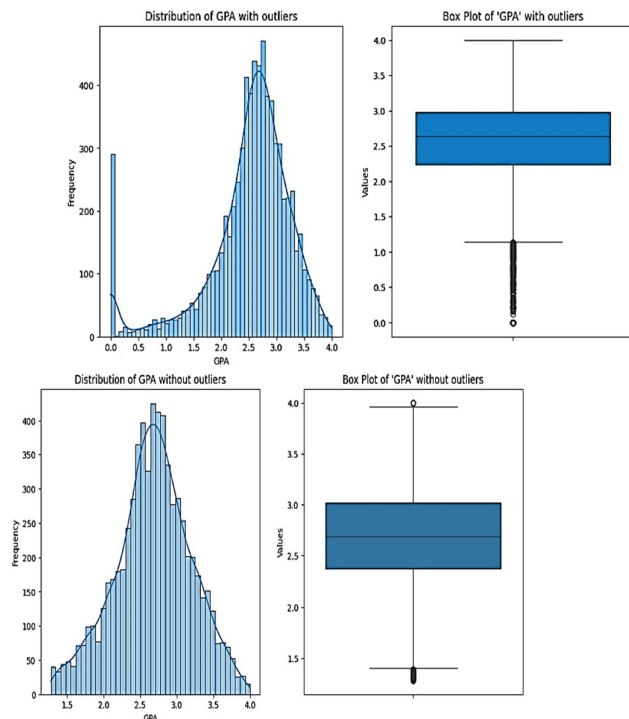 Distribution of GPA with outliers
Frequency
400
300
200
100
0
0.0 0.5 1.0 1.5 2.0 2.5 3.0 3.5 4.0
GPA
Box Plot of 'GPA' with outliers
Values
4.0
3.5
3.0
2.5
2.0
1.5
1.0
0.5
0.0
Distribution of GPA without outliers
Frequency
400
350
300
250
200
150
100
50
0
1.5 2.0 2.5 3.0 3.5 4.0
GPA
Box Plot of 'GPA' without outliers
Values
4.0
3.5
3.0
2.5
2.0
1.5